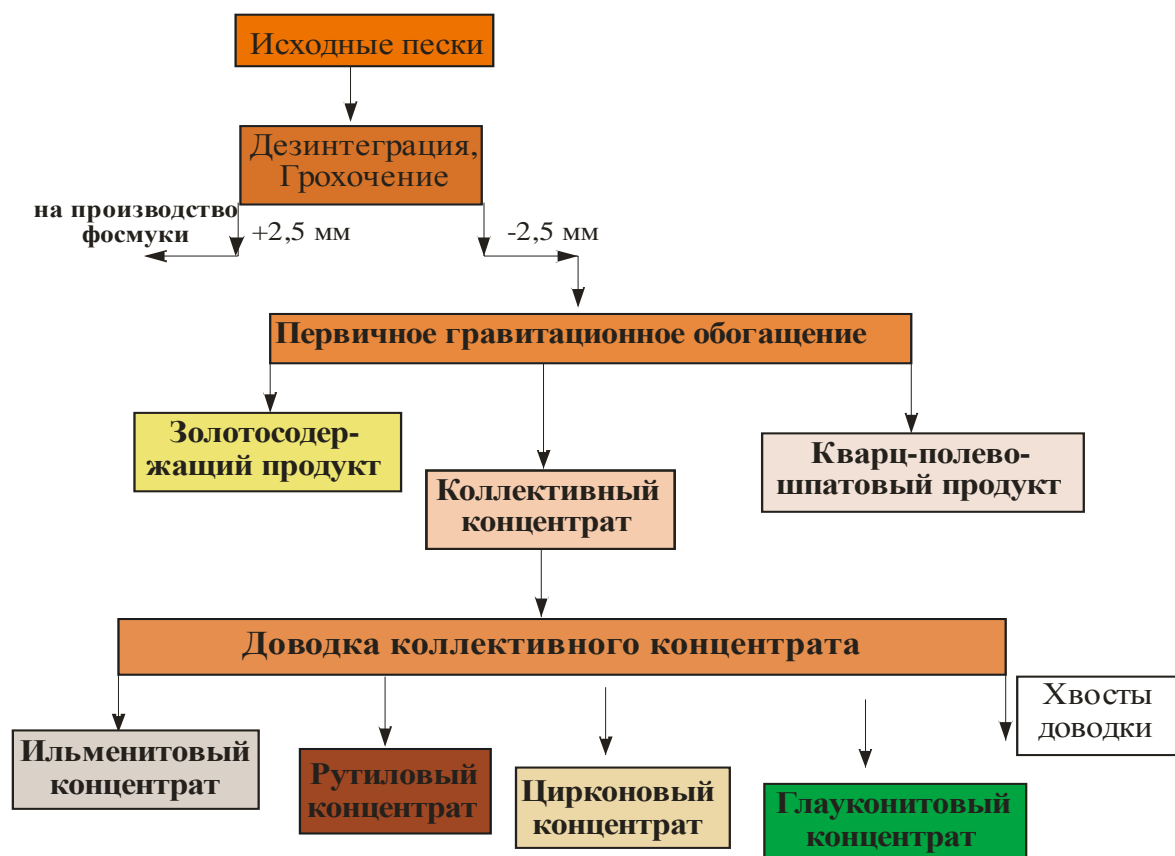 Исходные пески
Дезинтеграция,
Грохочение
на производство
фосмуки
+2,5 мм
-2,5 мм
Первичное гравитационное обогащение
Золотосодер-
жащий продукт
Коллективный
концентрат
Кварц-полево-
шпатовый продукт
Доводка коллективного концентрата
Хвосты
доводки
Ильменитовый
концентрат
Рутиловый
концентрат
Цирконовый
концентрат
Глауконитовый
концентрат